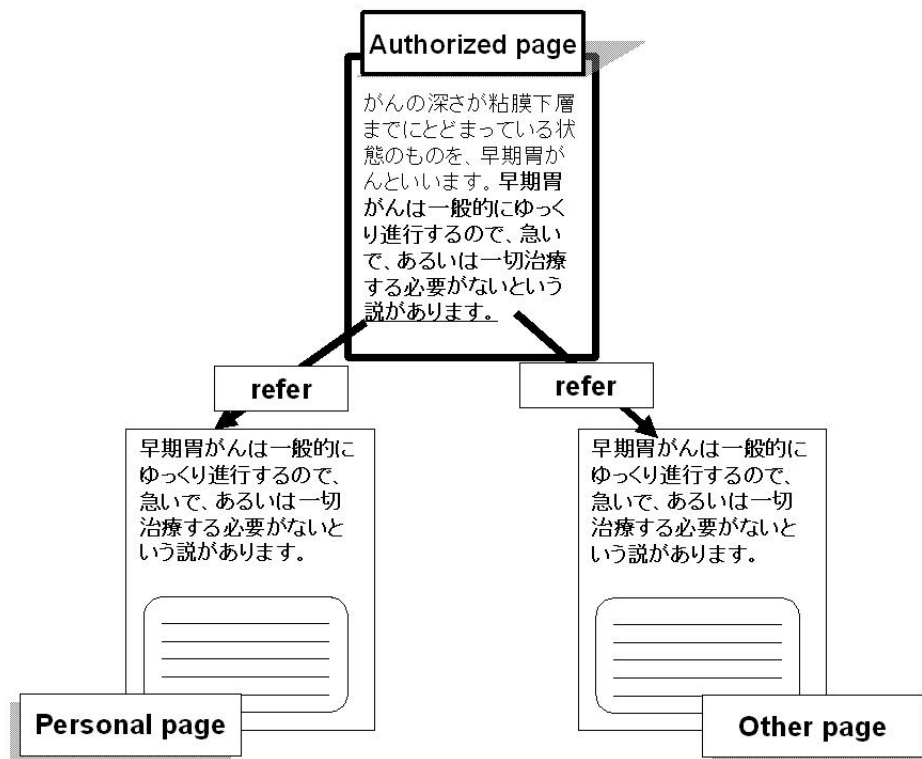 Authorized page
がんの深さが粘膜下層
までにとどまっている状
態のものを、早期胃が
んといいます。早期胃
がんは一般的にゆっく
り進行するので、急い
で、あるいは一切治療
する必要がないという
説があります。
refer
refer
早期胃がんは一般的に
ゆっくり進行するので、
急いで、あるいは一切
治療する必要がないと
いう説があります。
早期胃がんは一般的に
ゆっくり進行するので、
急いで、あるいは一切
治療する必要がないと
いう説があります。
Personal page
Other page